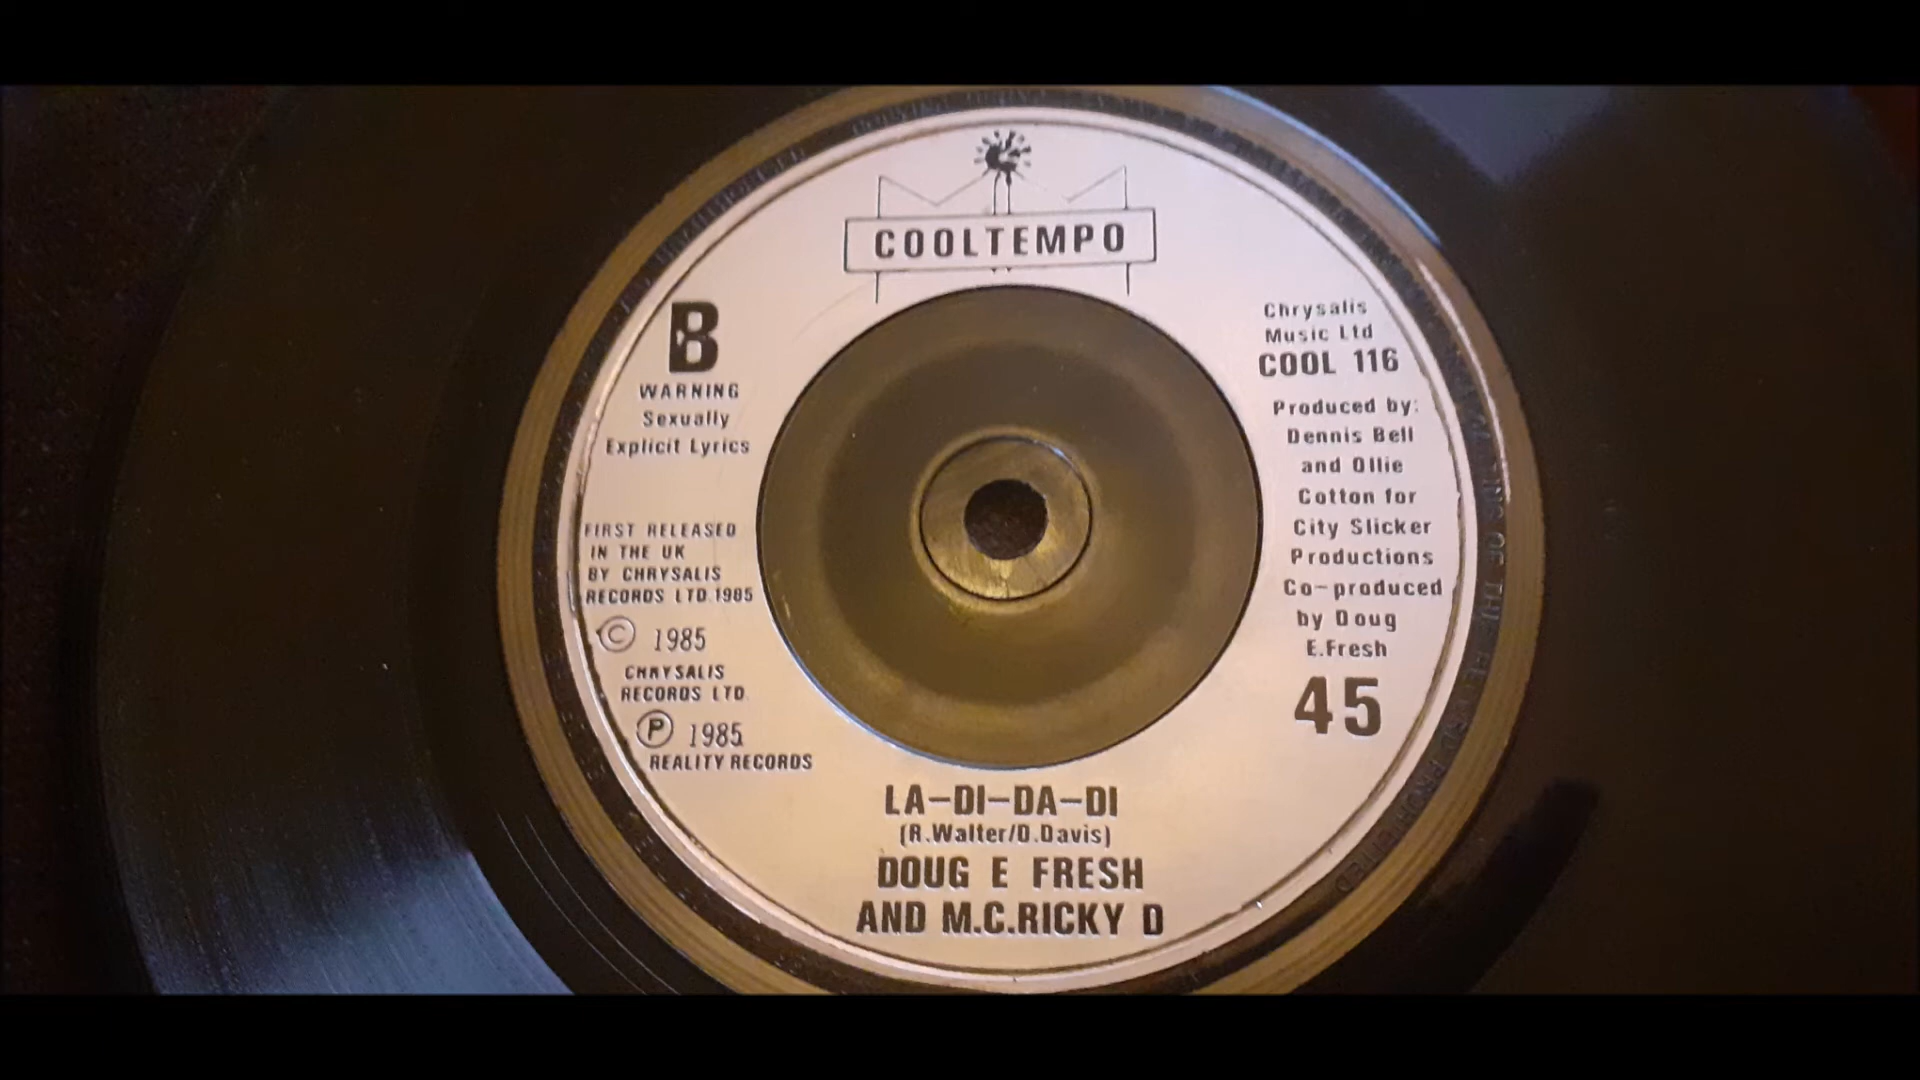 COOLTEMPO
B
WARNING
Sexually
Explicit Lyrics
FIRST RELEASED
IN THE UK
BY CHRYSALIS
RECORDS LTD.1985
© 1985
CHRYSALIS
RECORDS LTD.
Ⓟ 1985
REALITY RECORDS
Chrysalis
Music Ltd
COOL 116
Produced by:
Dennis Bell
and Ollie
Cotton for
City Slicker
Productions
Co-produced
by Doug
E.Fresh
45
LA-DI-DA-DI
(R.Walter/D.Davis)
DOUG E FRESH
AND M.C.RICKY D